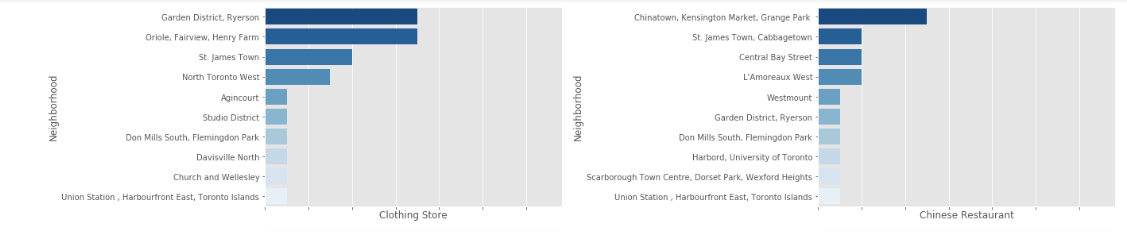 Neighborhood
Garden District, Ryerson
Oriole, Fairview, Henry Farm
St. James Town
North Toronto West
Agincourt
Studio District
Don Mills South, Flemingdon Park
Davisville North
Church and Wellesley
Union Station , Harbourfront East, Toronto Islands
Clothing Store
Neighborhood
Chinatown, Kensington Market, Grange Park
St. James Town, Cabbagetown
Central Bay Street
L'Amoreaux West
Westmount
Garden District, Ryerson
Don Mills South, Flemingdon Park
Harbord, University of Toronto
Scarborough Town Centre, Dorset Park, Wexford Heights
Union Station , Harbourfront East, Toronto Islands
Chinese Restaurant